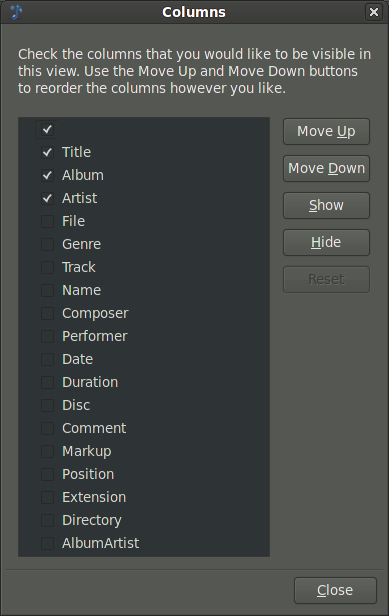 Columns
Check the columns that you would like to be visible in
this view. Use the Move Up and Move Down buttons
to reorder the columns however you like.
Title
Album
Artist
File
Genre
Track
Name
Composer
Performer
Date
Duration
Disc
Comment
Markup
Position
Extension
Directory
AlbumArtist
Move Up
Move Down
Show
Hide
Reset
Close